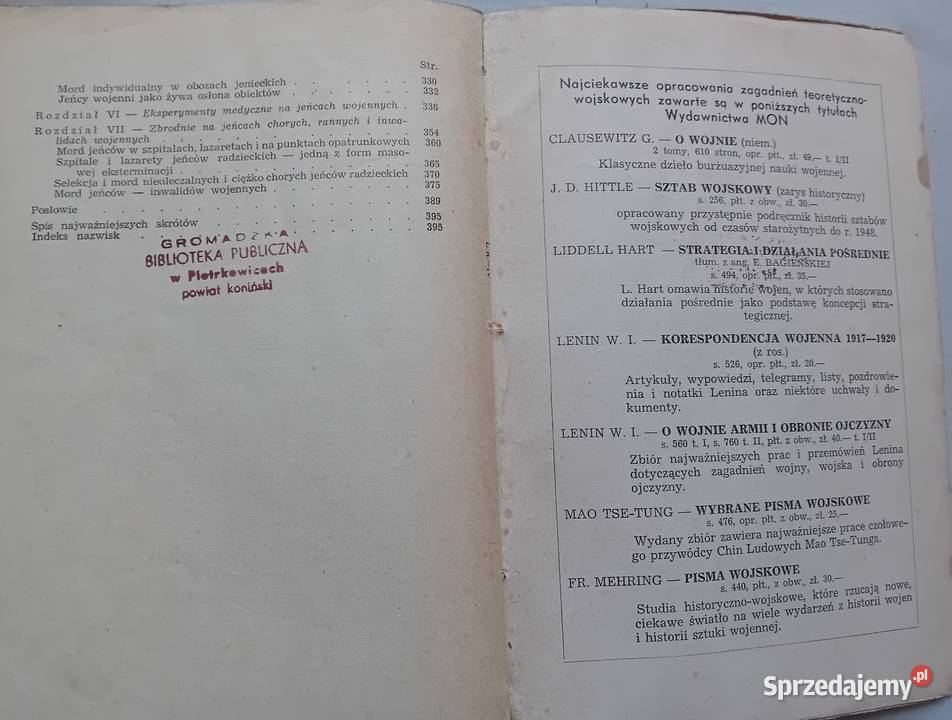 Str.
Mord indywidualny w obozach jenieckich . . . . . . . 330
Jeńcy wojenni jako żywa osłona obiektów . . . . . . 332
Rozdział VI — Eksperymenty medyczne na jeńcach wojennych . 336
Rozdział VII — Zbrodnie na jeńcach chorych, rannych i inwa-
lidach wojennych . . . . . . . . . . . 354
Mord jeńców w szpitalach, lazaretach i na punktach opatrunkowych 360
Szpitale i lazarety jeńców radzieckich — jedną z form maso-
wej eksterminacji . . . . . . . . . . 365
Selekcja i mord nieuleczalnych i ciężko chorych jeńców radzieckich 370
Mord jeńców — inwalidów wojennych . . . . . . . 375
Posłowie . . . . . . . . . . . 389
Spis najważniejszych skrótów . . . . . . . . 395
Indeks nazwisk . . . . . . . . . . 395
GROMADZKA
BIBLIOTEKA PUBLICZNA
w Piotrkowicach
powiat koniński
Najciekawsze opracowania zagadnień teoretyczno-
wojskowych zawarte są w poniższych tytułach
Wydawnictwa MON
CLAUSEWITZ G. — O WOJNIE (niem.)
2 tomy, 610 stron, opr. płt., zł. 49.— t. I/II
Klasyczne dzieło burżuazyjnej nauki wojennej.
J. D. HITTLE — SZTAB WOJSKOWY (zarys historyczny)
s. 256, płt. z obw., zł. 30.—
opracowany przystępnie podręcznik historii sztabów
wojskowych od czasów starożytnych do r. 1948.
LIDDELL HART — STRATEGIA I DZIAŁANIA POŚREDNIE
tłum. z ang. E. BAGIEŃSKIEJ
s. 494, opr. płt., zł. 35.—
L. Hart omawia historię wojen, w których stosowano
działania pośrednie jako podstawę koncepcji stra-
tegicznej.
LENIN W. I. — KORESPONDENCJA WOJENNA 1917—1920
(z ros.)
s. 526, opr. płt., zł. 20.—
Artykuły, wypowiedzi, telegramy, listy, pozdrowie-
nia i notatki Lenina oraz niektóre uchwały i do-
kumenty.
LENIN W. I. — O WOJNIE ARMII I OBRONIE OJCZYZNY
s. 560 t. I, s. 760 t. II, płt. z obw., zł. 40.— t. I/II
Zbiór najważniejszych prac i przemówień Lenina
dotyczących zagadnień wojny, wojska i obrony
ojczyzny.
MAO TSE-TUNG — WYBRANE PISMA WOJSKOWE
s. 476, opr. płt. z obw., zł. 25.—
Wydany zbiór zawiera najważniejsze prace czołowe-
go przywódcy Chin Ludowych Mao Tse-Tunga.
FR. MEHRING — PISMA WOJSKOWE
s. 440, płt., z obw., zł. 30.—
Studia historyczno-wojskowe, które rzucają nowe,
ciekawe światło na wiele wydarzeń z historii wojen
i historii sztuki wojennej.
Sprzedajemy.pl